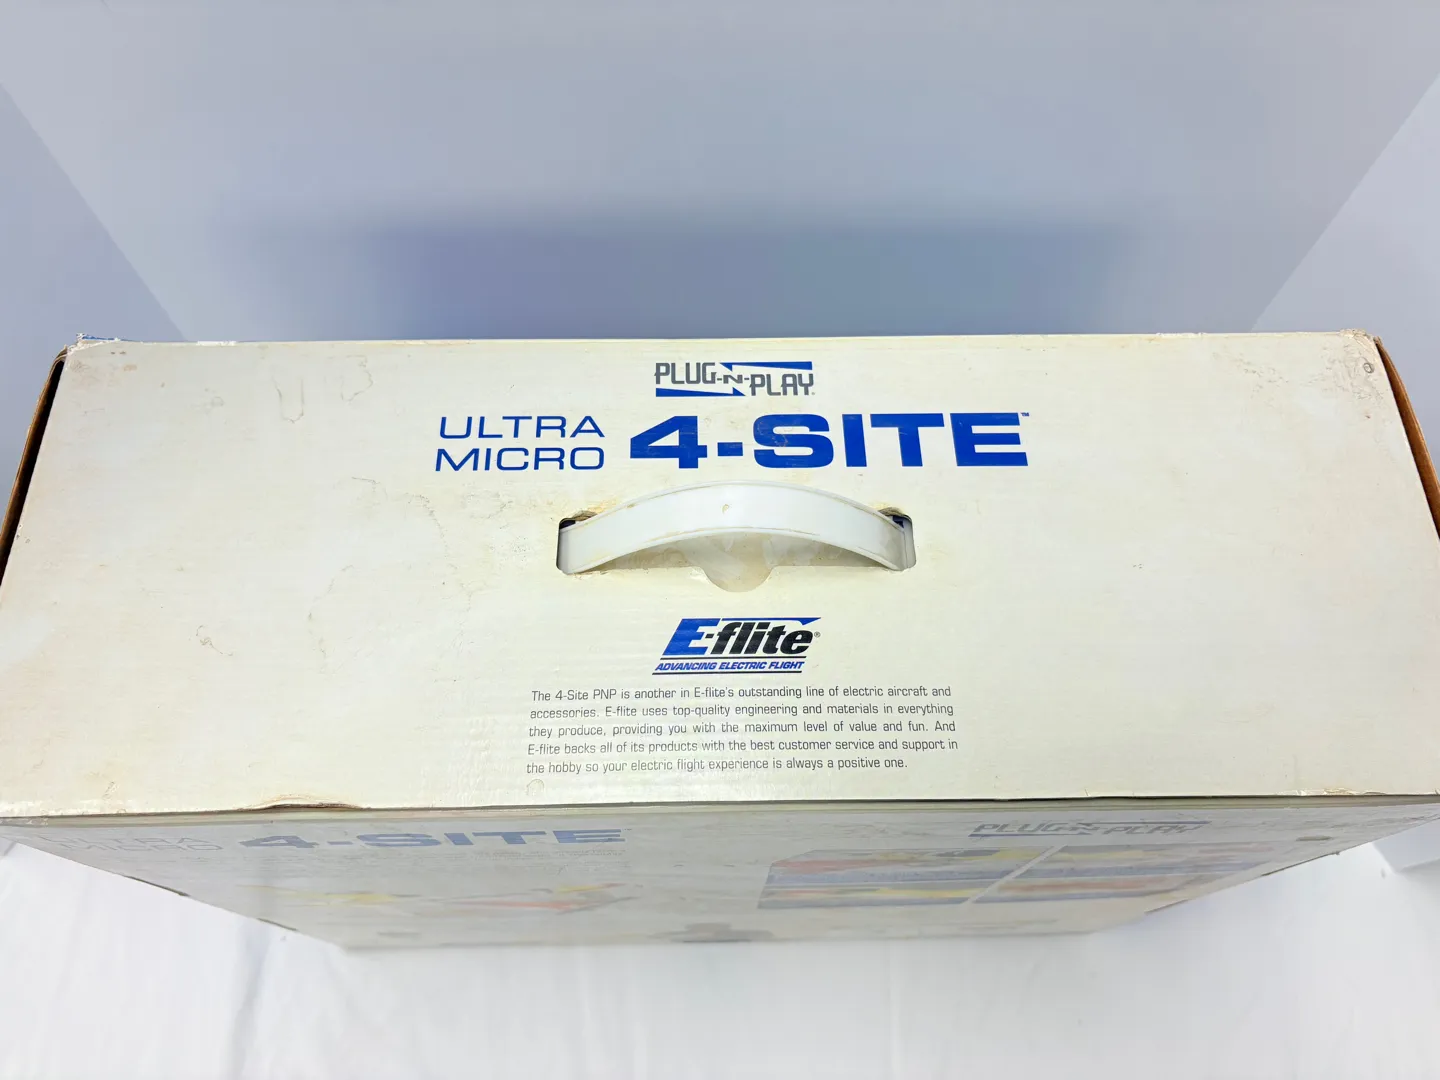 PLUG-N-PLAY
ULTRA
MICRO
4-SITE™
E-flite®
ADVANCING ELECTRIC FLIGHT
The 4-Site PNP is another in E-flite's outstanding line of electric aircraft and
accessories. E-flite uses top-quality engineering and materials in everything
they produce, providing you with the maximum level of value and fun. And
E-flite backs all of its products with the best customer service and support in
the hobby so your electric flight experience is always a positive one.
ULTRA
MICRO
4-SITE
PLUG-N-PLAY